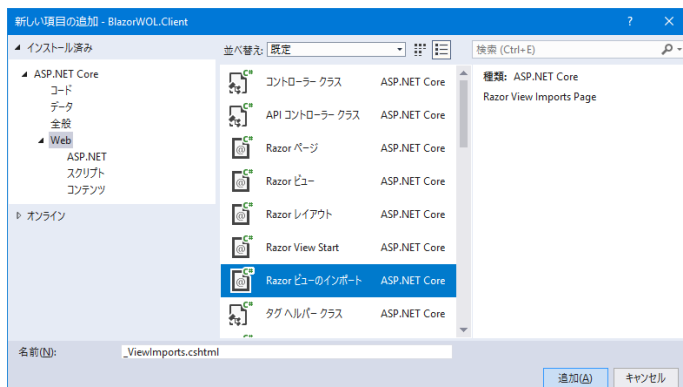 新しい項目の追加 - BlazorWOL.Client
? ×
インストール済み
並べ替え: 既定
検索 (Ctrl+E)
ASP.NET Core
コード
データ
全般
Web
ASP.NET
スクリプト
コンテンツ
オンライン
C# コントローラー クラス ASP.NET Core
C# API コントローラー クラス ASP.NET Core
C# @ Razor ページ ASP.NET Core
C# @ Razor ビュー ASP.NET Core
C# @ Razor レイアウト ASP.NET Core
C# @ Razor View Start ASP.NET Core
C# @ Razor ビューのインポート ASP.NET Core
C# タグ ヘルパー クラス ASP.NET Core
種類: ASP.NET Core
Razor View Imports Page
名前(N): _ViewImports.cshtml
追加(A) キャンセル